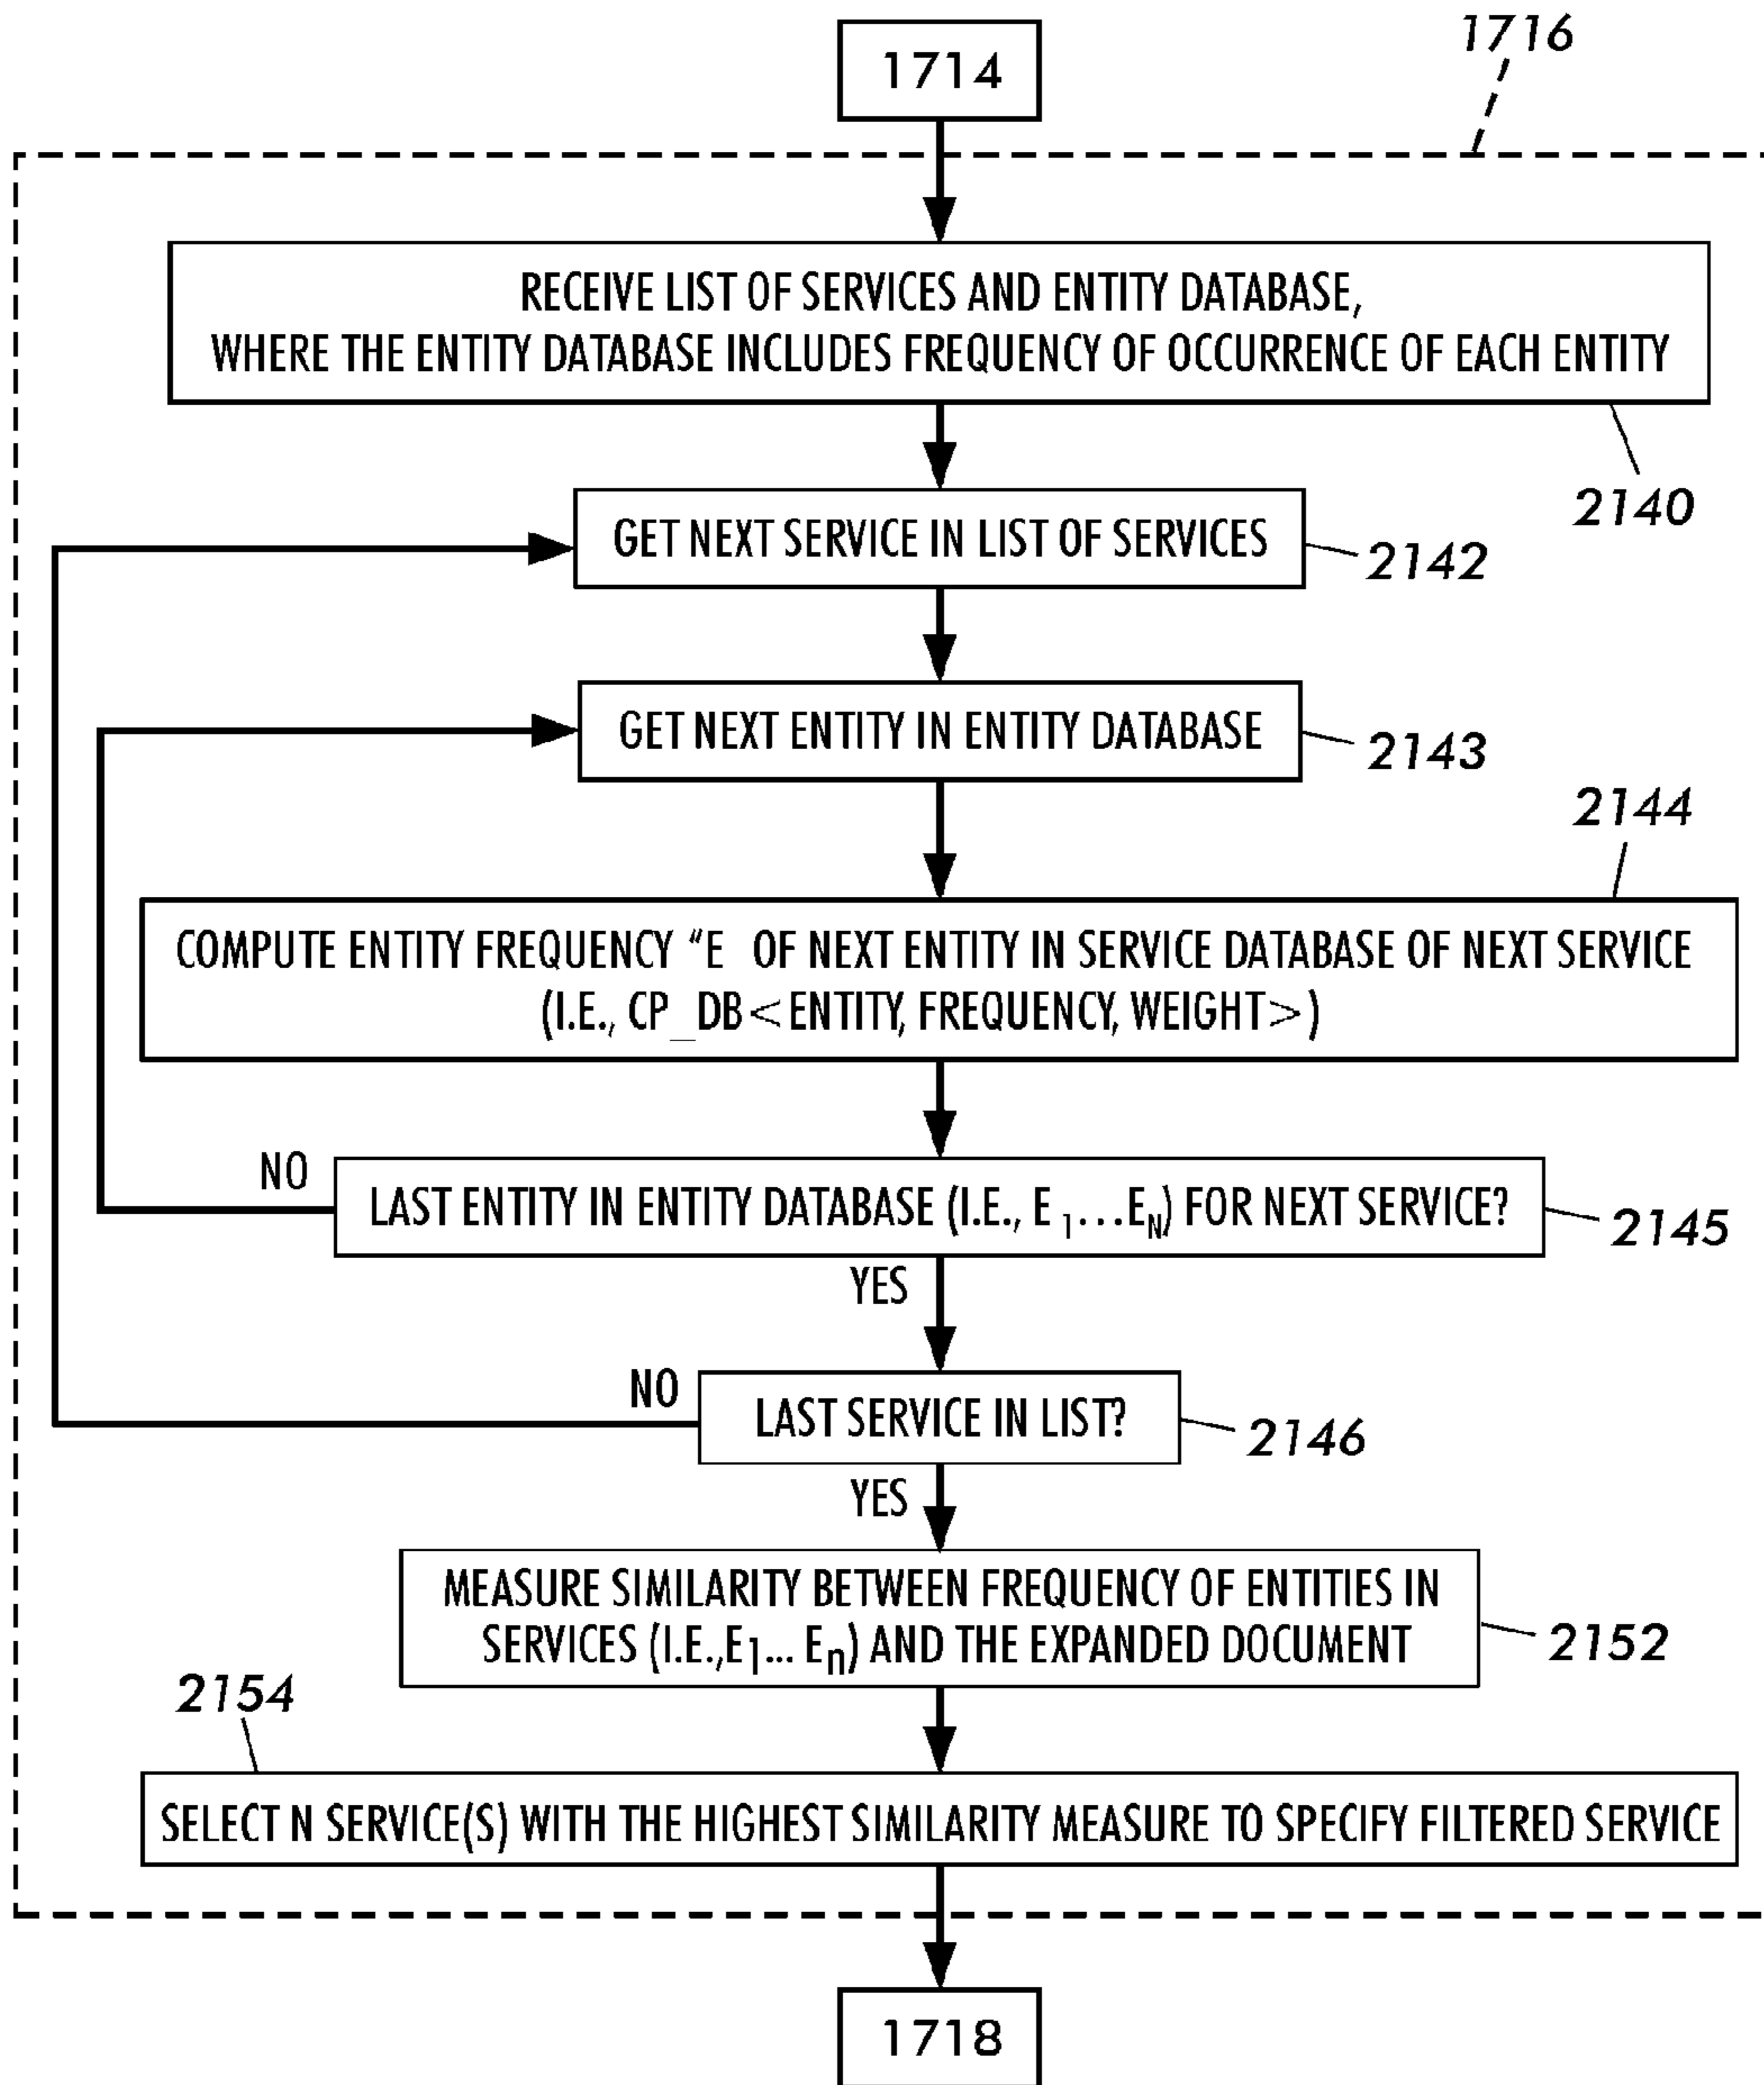 1716
1714
RECEIVE LIST OF SERVICES AND ENTITY DATABASE,
WHERE THE ENTITY DATABASE INCLUDES FREQUENCY OF OCCURRENCE OF EACH ENTITY
2140
GET NEXT SERVICE IN LIST OF SERVICES
2142
GET NEXT ENTITY IN ENTITY DATABASE
2143
2144
COMPUTE ENTITY FREQUENCY "E OF NEXT ENTITY IN SERVICE DATABASE OF NEXT SERVICE
(I.E., CP_DB<ENTITY, FREQUENCY, WEIGHT>)
NO
LAST ENTITY IN ENTITY DATABASE (I.E., E 1...EN) FOR NEXT SERVICE?
2145
YES
NO
LAST SERVICE IN LIST?
2146
YES
MEASURE SIMILARITY BETWEEN FREQUENCY OF ENTITIES IN
SERVICES (I.E.,E1... En) AND THE EXPANDED DOCUMENT
2152
2154
SELECT N SERVICE(S) WITH THE HIGHEST SIMILARITY MEASURE TO SPECIFY FILTERED SERVICE
1718